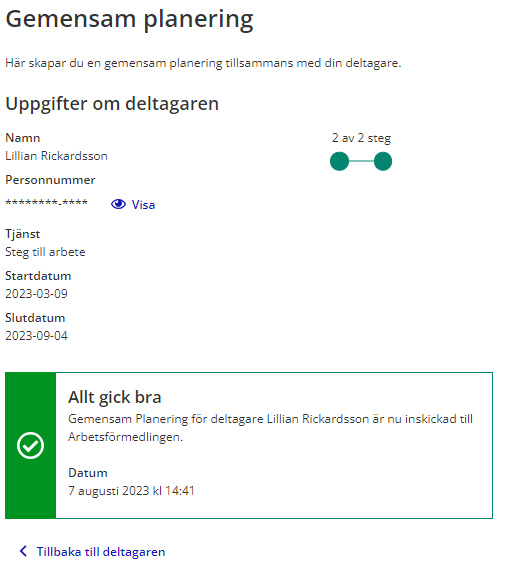 Gemensam planering
Här skapar du en gemensam planering tillsammans med din deltagare.
Uppgifter om deltagaren
Namn
Lillian Rickardsson
2 av 2 steg
Personnummer
********-****
Visa
Tjänst
Steg till arbete
Startdatum
2023-03-09
Slutdatum
2023-09-04
Allt gick bra
Gemensam Planering för deltagare Lillian Rickardsson är nu inskickad till
Arbetsförmedlingen.
Datum
7 augusti 2023 kl 14:41
Tillbaka till deltagaren